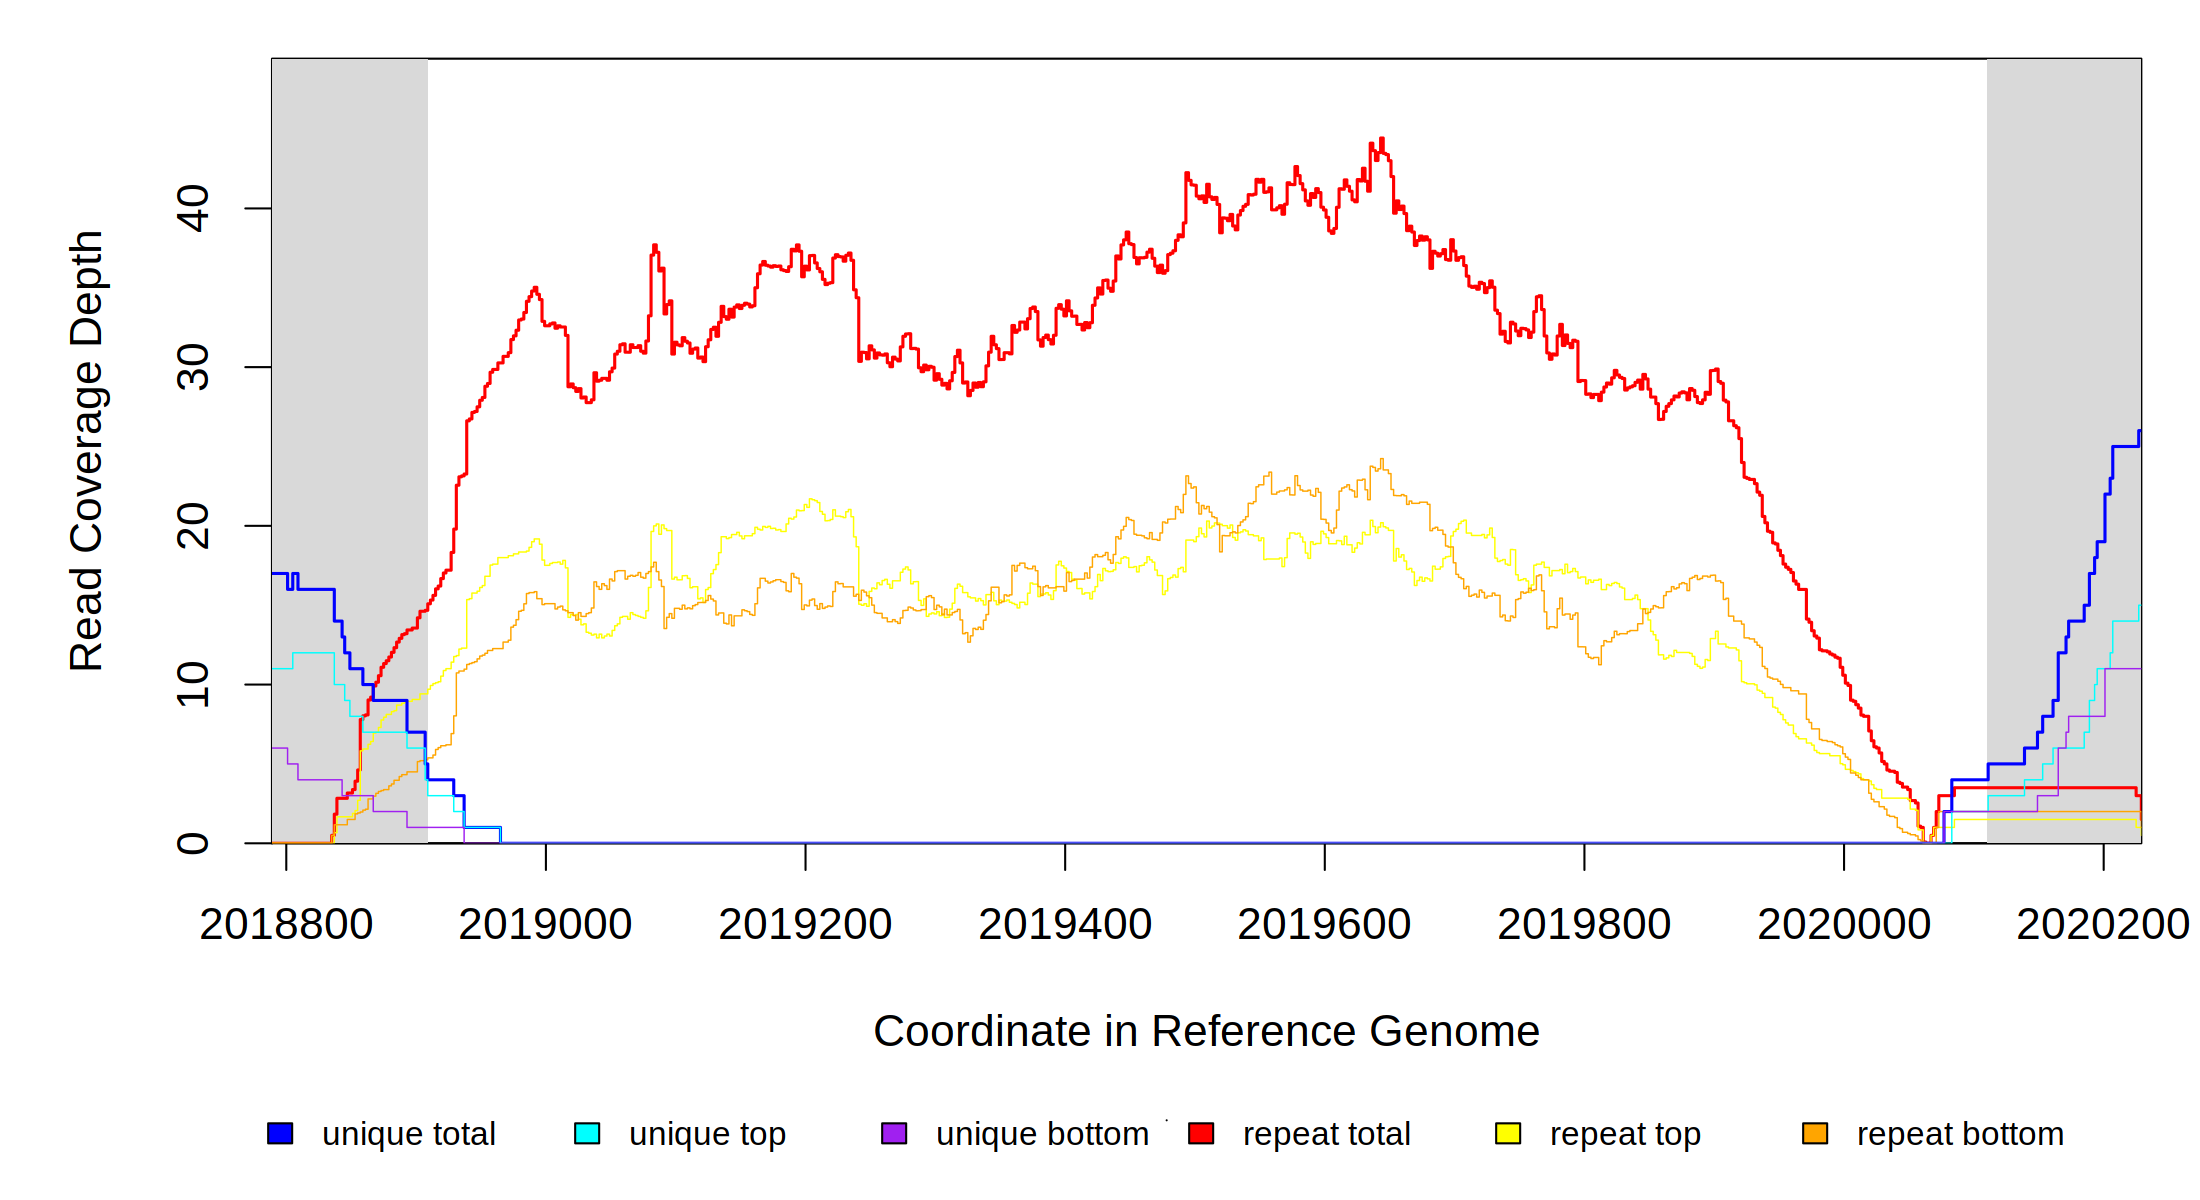 Read Coverage Depth
40
30
20
10
0
2018800 2019000 2019200 2019400 2019600 2019800 2020000 2020200
Coordinate in Reference Genome
unique total unique top unique bottom repeat total repeat top repeat bottom